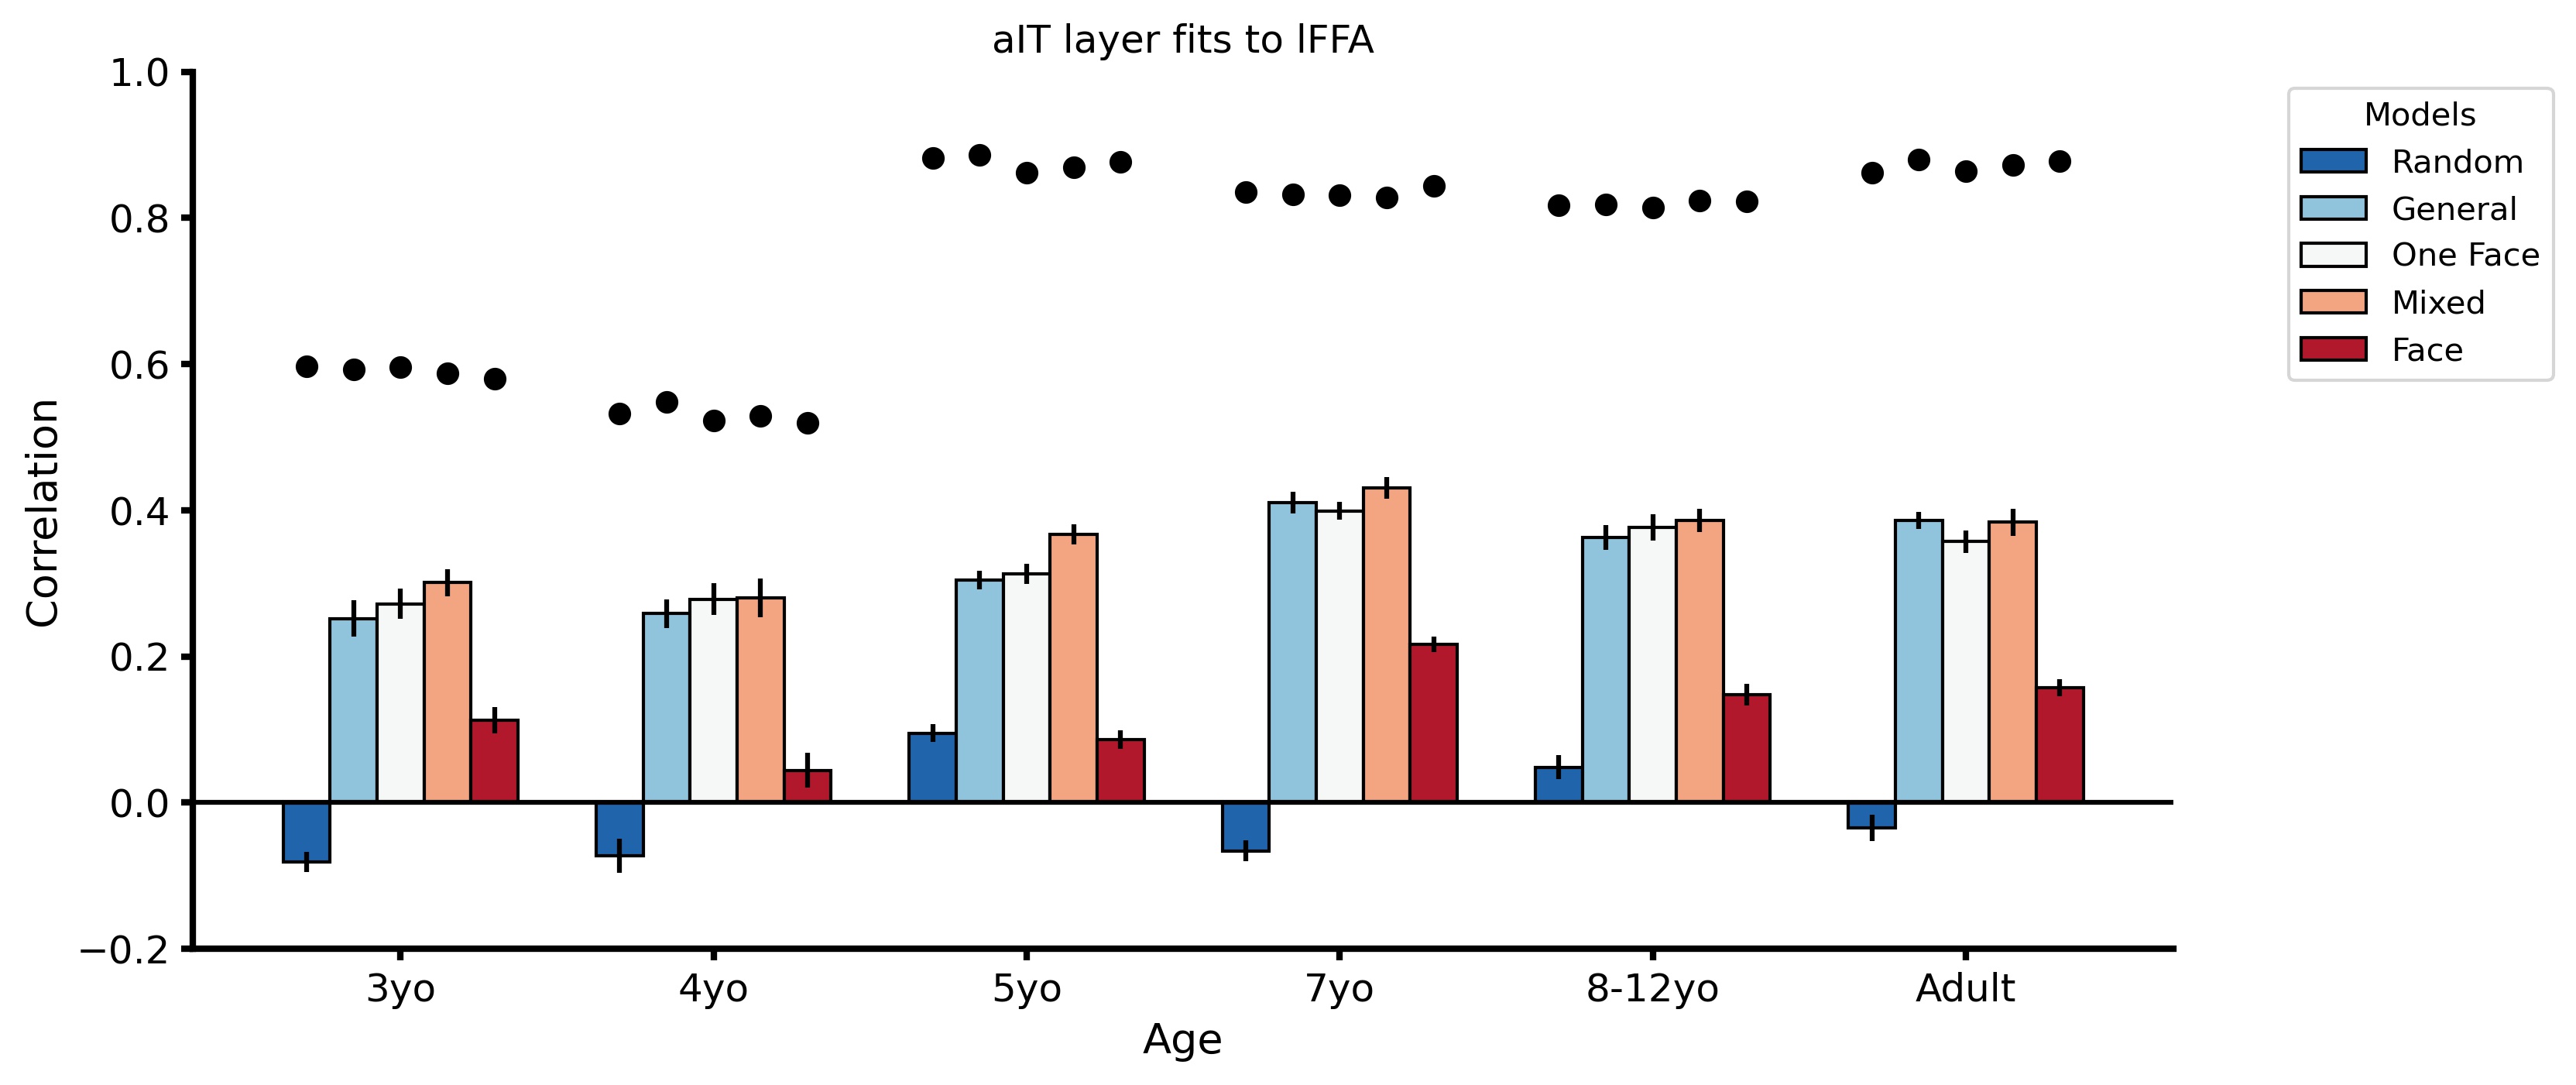 aIT layer fits to lFFA
1.0
0.8
0.6
0.4
0.2
0.0
−0.2
Correlation
3yo
4yo
5yo
7yo
8-12yo
Adult
Age
Models
Random
General
One Face
Mixed
Face